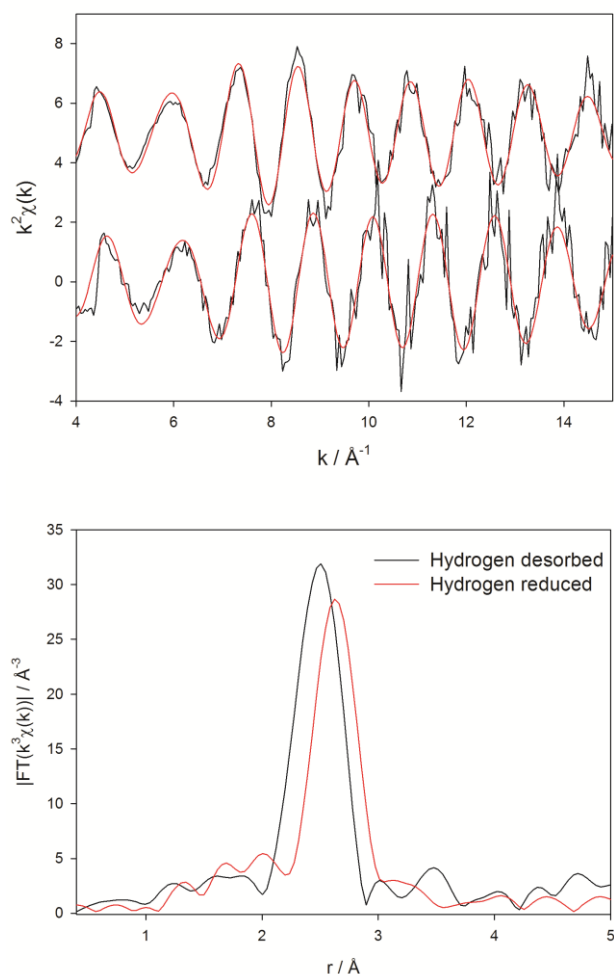 8
6
4
2
0
-2
-4
k²χ(k)
4 6 8 10 12 14
k / Å⁻¹
35
30
25
20
15
10
5
0
|FT(k³χ(k))| / Å⁻³
Hydrogen desorbed
Hydrogen reduced
1 2 3 4 5
r / Å